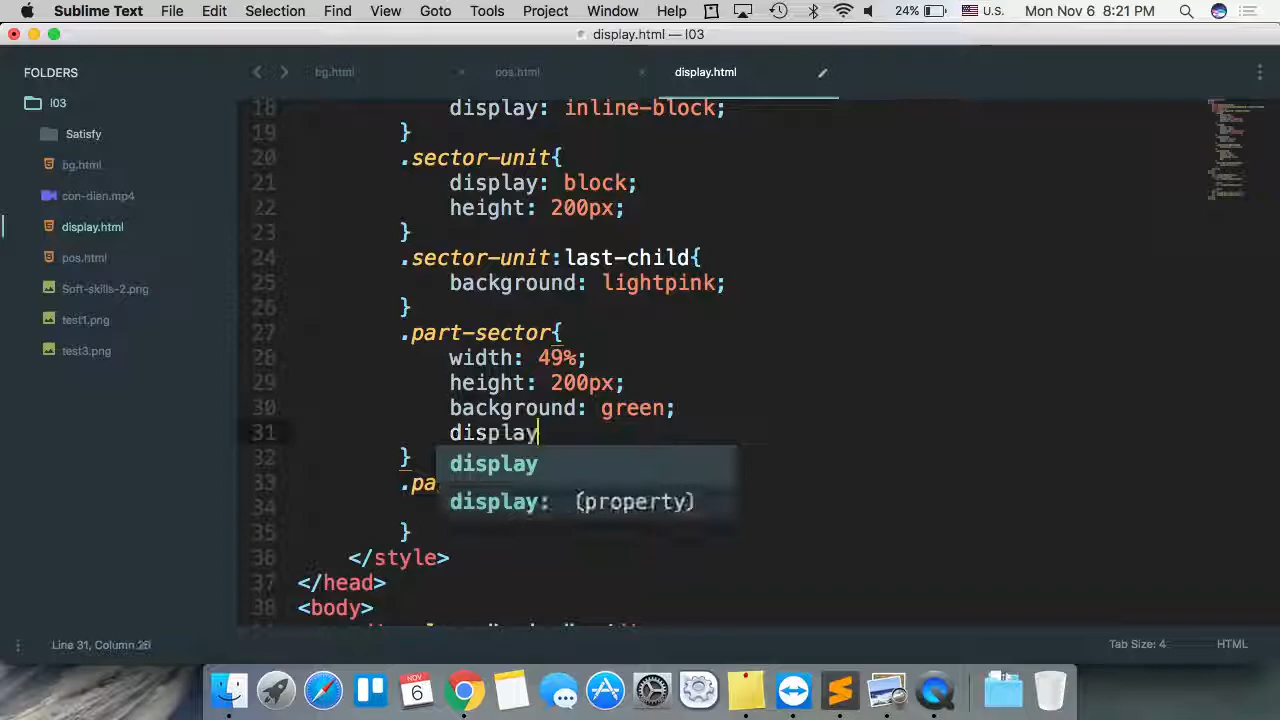 Sublime Text File Edit Selection Find View Goto Tools Project Window Help 24% U.S. Mon Nov 6 8:21 PM
display.html — l03
FOLDERS
l03
Satisfy
bg.html
con-dien.mp4
display.html
pos.html
Soft-skills-2.png
test1.png
test3.png
bg.html pos.html display.html
18 display: inline-block;
19 }
20 .sector-unit{
21 display: block;
22 height: 200px;
23 }
24 .sector-unit:last-child{
25 background: lightpink;
26 }
27 .part-sector{
28 width: 49%;
29 height: 200px;
30 background: green;
31 display
32 }
display
33 .pa
display: {property}
34
35 }
36 </style>
37 </head>
38 <body>
Line 31, Column 26 Tab Size: 4 HTML
NOV
6